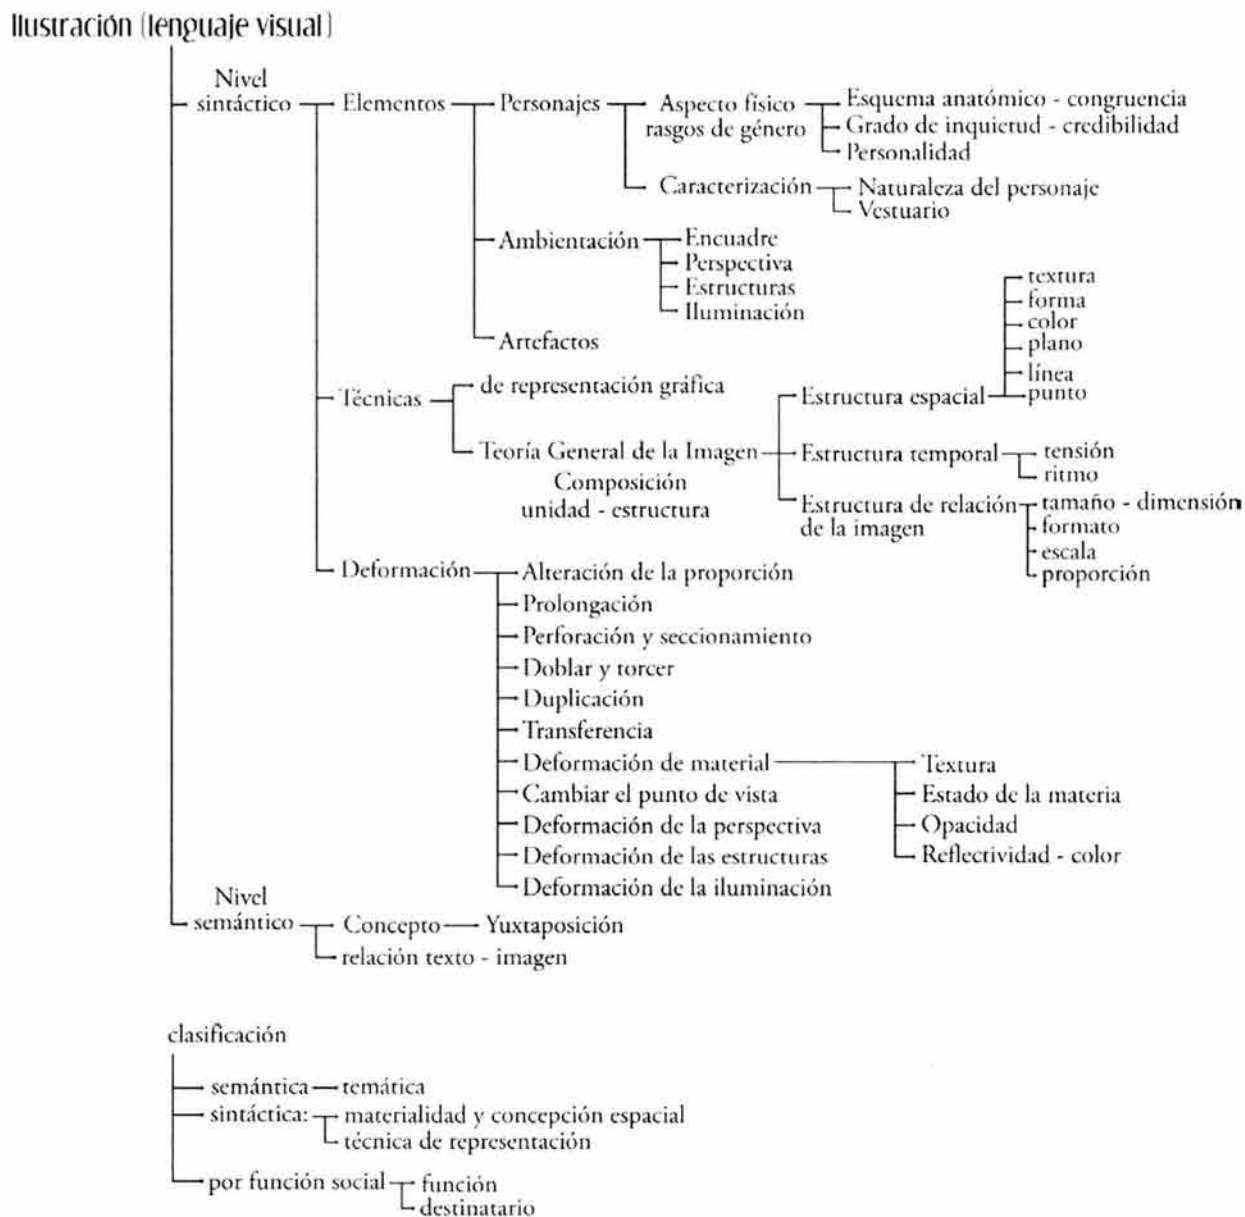 Ilustración (lenguaje visual)
Nivel
sintáctico
Elementos
Personajes
Aspecto físico
rasgos de género
Esquema anatómico - congruencia
Grado de inquietud - credibilidad
Personalidad
Caracterización
Naturaleza del personaje
Vestuario
Ambientación
Encuadre
Perspectiva
Estructuras
Iluminación
Artefactos
Técnicas
de representación gráfica
Teoría General de la Imagen
Composición
unidad - estructura
Estructura espacial
textura
forma
color
plano
línea
punto
Estructura temporal
tensión
ritmo
Estructura de relación
de la imagen
tamaño - dimensión
formato
escala
proporción
Deformación
Alteración de la proporción
Prolongación
Perforación y seccionamiento
Doblar y torcer
Duplicación
Transferencia
Deformación de material
Textura
Estado de la materia
Opacidad
Reflectividad - color
Cambiar el punto de vista
Deformación de la perspectiva
Deformación de las estructuras
Deformación de la iluminación
Nivel
semántico
Concepto
Yuxtaposición
relación texto - imagen
clasificación
semántica
temática
sintáctica:
materialidad y concepción espacial
técnica de representación
por función social
función
destinatario